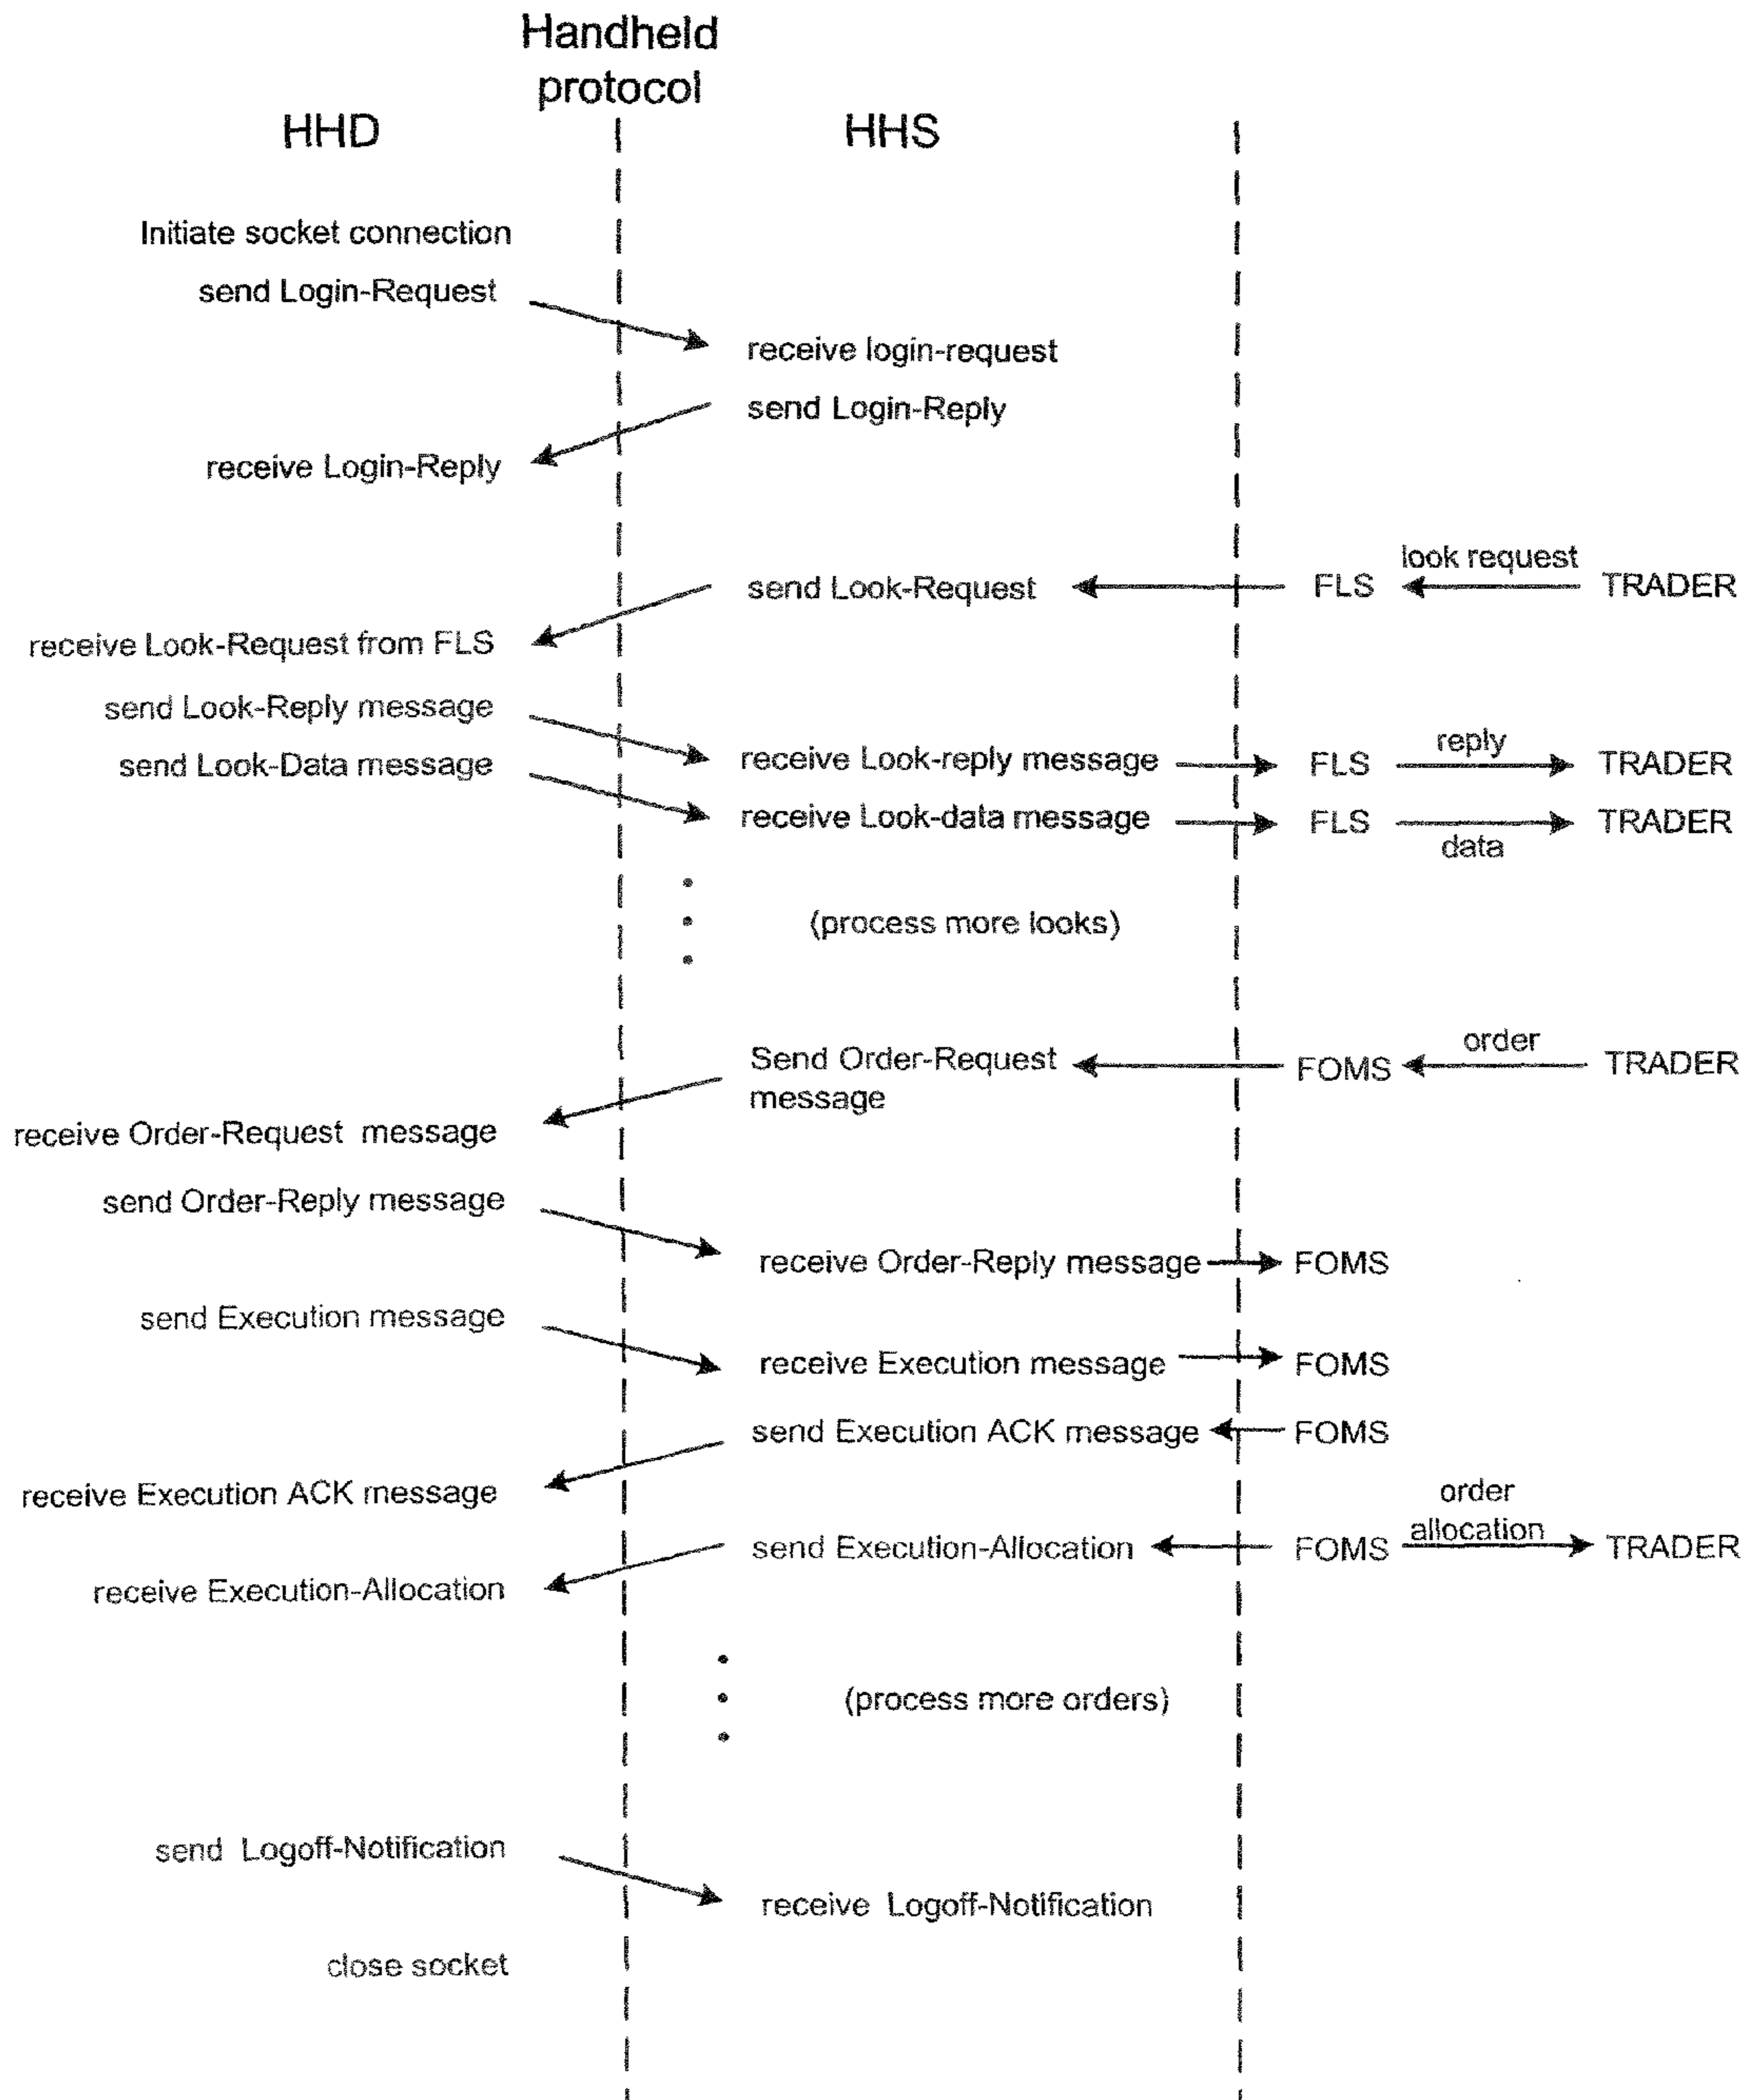 Handheld
protocol
HHD
HHS
Initiate socket connection
send Login-Request
receive login-request
send Login-Reply
receive Login-Reply
look request
send Look-Request
FLS
TRADER
receive Look-Request from FLS
send Look-Reply message
reply
receive Look-reply message
FLS
TRADER
send Look-Data message
receive Look-data message
FLS
TRADER
data
(process more looks)
order
Send Order-Request
message
FOMS
TRADER
receive Order-Request message
send Order-Reply message
receive Order-Reply message
FOMS
send Execution message
receive Execution message
FOMS
send Execution ACK message
FOMS
receive Execution ACK message
order
allocation
send Execution-Allocation
FOMS
TRADER
receive Execution-Allocation
(process more orders)
send Logoff-Notification
receive Logoff-Notification
close socket